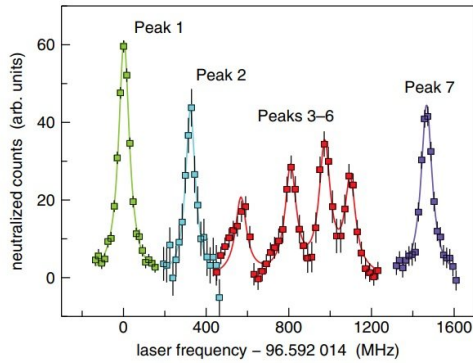 Peak 1
Peak 2
Peaks 3–6
Peak 7
neutralized counts (arb. units)
60
40
20
0
0 400 800 1200 1600
laser frequency – 96.592 014 (MHz)